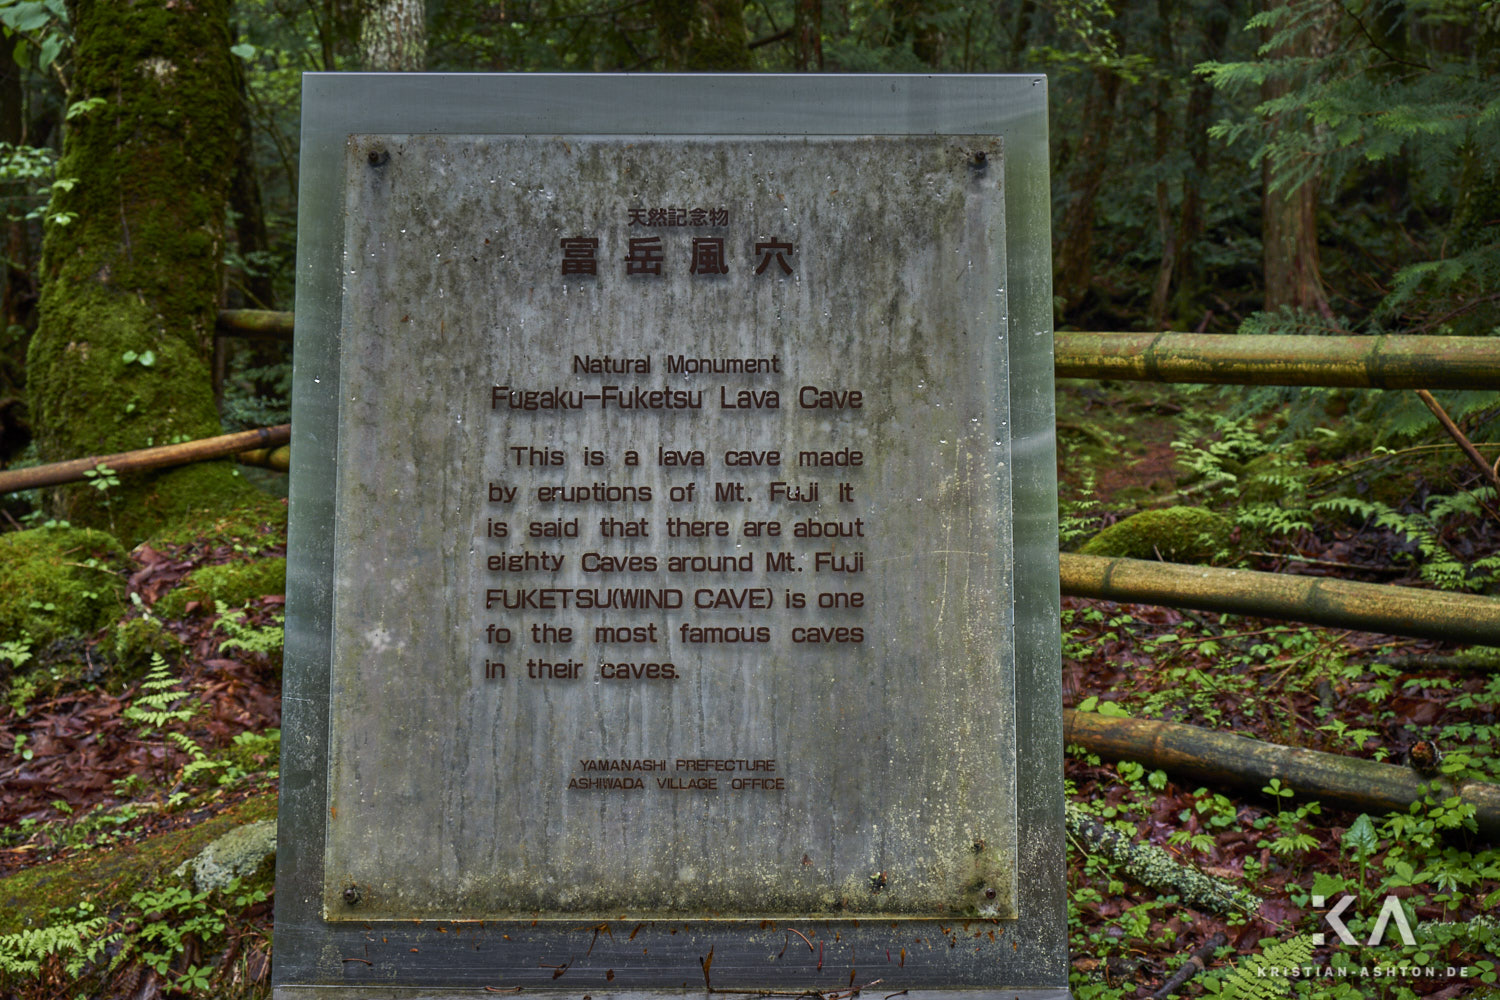 天然記念物
富岳風穴
Natural Monument
Fugaku-Fuketsu Lava Cave
This is a lava cave made
by eruptions of Mt. Fuji It
is said that there are about
eighty Caves around Mt. Fuji
FUKETSU(WIND CAVE) is one
fo the most famous caves
in their caves.
YAMANASHI PREFECTURE
ASHIWADA VILLAGE OFFICE
KA
KRISTIAN-ASHTON.DE